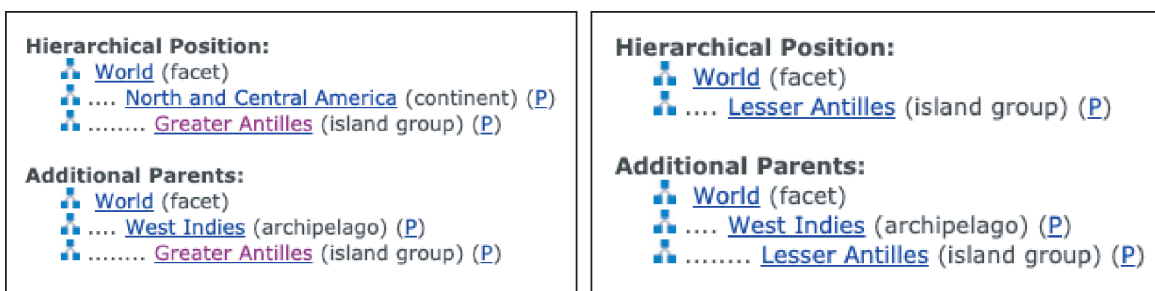 Hierarchical Position:
World (facet)
.... North and Central America (continent) (P)
........ Greater Antilles (island group) (P)
Additional Parents:
World (facet)
.... West Indies (archipelago) (P)
........ Greater Antilles (island group) (P)
Hierarchical Position:
World (facet)
.... Lesser Antilles (island group) (P)
Additional Parents:
World (facet)
.... West Indies (archipelago) (P)
........ Lesser Antilles (island group) (P)